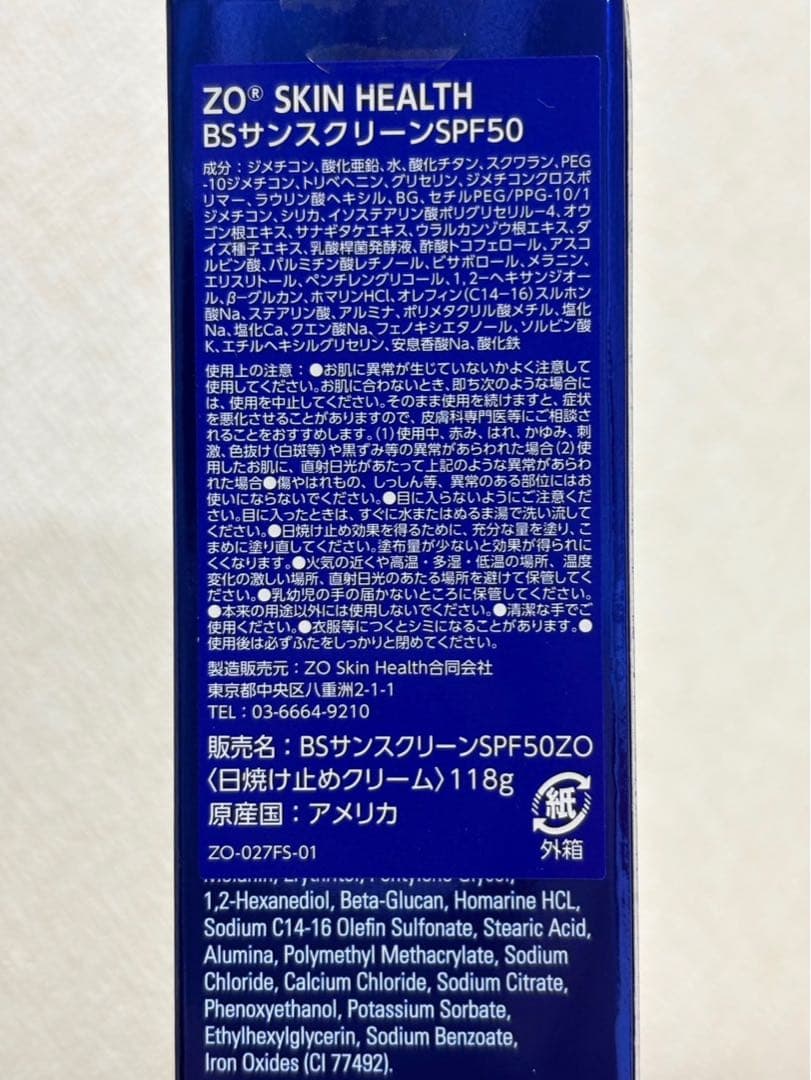 ZO® SKIN HEALTH
BSサンスクリーンSPF50
成分：ジメチコン、酸化亜鉛、水、酸化チタン、スクワラン、PEG
-10ジメチコン、トリベヘニン、グリセリン、ジメチコンクロスポ
リマー、ラウリン酸ヘキシル、BG、セチルPEG/PPG-10/1
ジメチコン、シリカ、イソステアリン酸ポリグリセリル-4、オウ
ゴン根エキス、サナギタケエキス、ウラルカンゾウ根エキス、ダ
イズ種子エキス、乳酸桿菌発酵液、酢酸トコフェロール、アスコ
ルビン酸、パルミチン酸レチノール、ビサボロール、メラニン、
エリスリトール、ペンチレングリコール、1,2-ヘキサンジオー
ル、β-グルカン、ホマリンHCl、オレフィン(C14-16)スルホン
酸Na、ステアリン酸、アルミナ、ポリメタクリル酸メチル、塩化
Na、塩化Ca、クエン酸Na、フェノキシエタノール、ソルビン酸
K、エチルヘキシルグリセリン、安息香酸Na、酸化鉄
使用上の注意：●お肌に異常が生じていないかよく注意して
使用してください。お肌に合わないとき、即ち次のような場合に
は、使用を中止してください。そのまま使用を続けますと、症状
を悪化させることがありますので、皮膚科専門医等にご相談さ
れることをおすすめします。(1)使用中、赤み、はれ、かゆみ、刺
激、色抜け(白斑等)や黒ずみ等の異常があらわれた場合(2)使
用したお肌に、直射日光があたって上記のような異常があらわ
れた場合●傷やはれもの、しっしん等、異常のある部位にはお
使いにならないでください。●目に入らないようにご注意くだ
さい。目に入ったときは、すぐに水またはぬるま湯で洗い流して
ください。●日焼け止め効果を得るために、充分な量を塗り、こ
まめに塗り直してください。塗布量が少ないと効果が得られに
くくなります。●火気の近くや高温・多湿・低温の場所、温度
変化の激しい場所、直射日光のあたる場所を避けて保管してくだ
さい。●乳幼児の手の届かないところに保管してください。
●本来の用途以外には使用しないでください。●清潔な手でご
使用ください。●衣服等につくとシミになることがあります。●
使用後は必ずふたをしっかりと閉めてください。
製造販売元：ZO Skin Health合同会社
東京都中央区八重洲2-1-1
TEL：03-6664-9210
販売名：BSサンスクリーンSPF50ZO
〈日焼け止めクリーム〉118g
原産国：アメリカ
紙
外箱
ZO-027FS-01
Melanin, Erythritol, Pentylene Glycol,
1,2-Hexanediol, Beta-Glucan, Homarine HCL,
Sodium C14-16 Olefin Sulfonate, Stearic Acid,
Alumina, Polymethyl Methacrylate, Sodium
Chloride, Calcium Chloride, Sodium Citrate,
Phenoxyethanol, Potassium Sorbate,
Ethylhexylglycerin, Sodium Benzoate,
Iron Oxides (CI 77492).